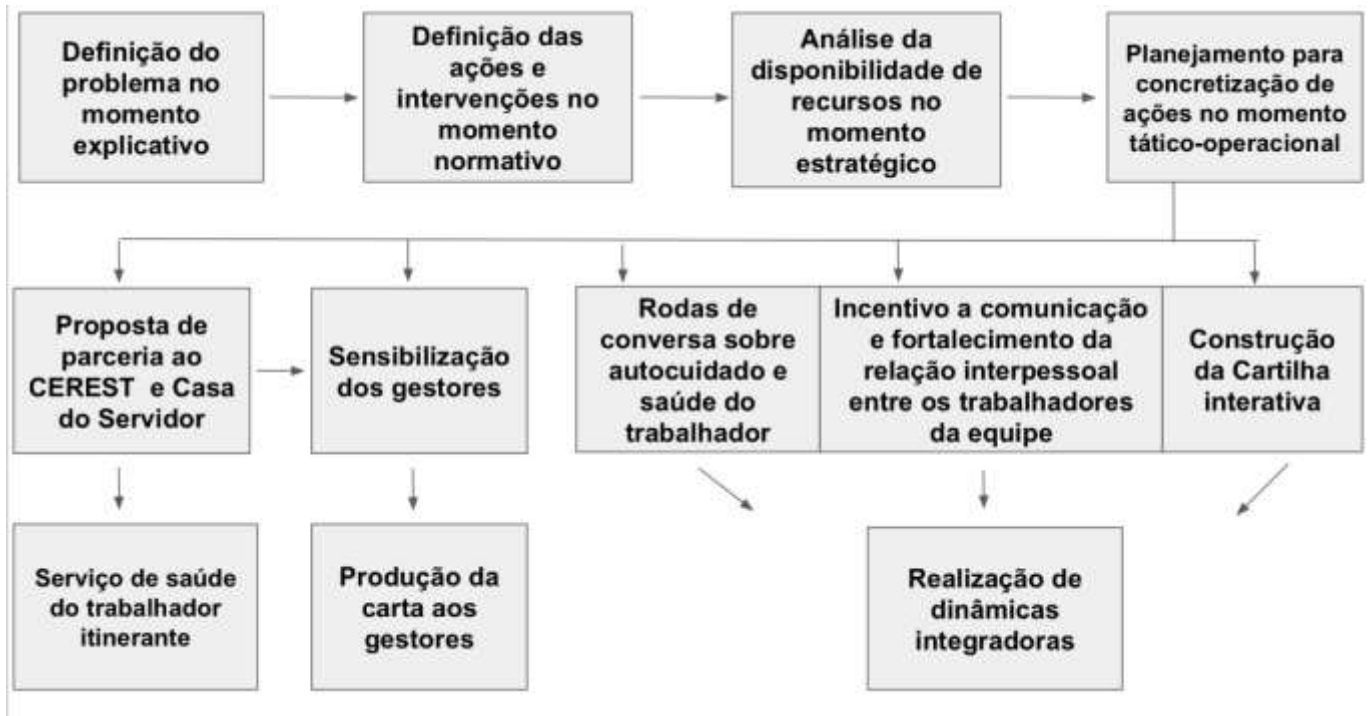 Definição do
problema no
momento
explicativo
Definição das
ações e
intervenções no
momento
normativo
Análise da
disponibilidade de
recursos no
momento
estratégico
Planejamento para
concretização de
ações no momento
tático-operacional
Proposta de
parceria ao
CEREST e Casa
do Servidor
Sensibilização
dos gestores
Rodas de
conversa sobre
autocuidado e
saúde do
trabalhador
Incentivo a comunicação
e fortalecimento da
relação interpessoal
entre os trabalhadores
da equipe
Construção
da Cartilha
interativa
Serviço de saúde
do trabalhador
itinerante
Produção da
carta aos
gestores
Realização de
dinâmicas
integradoras